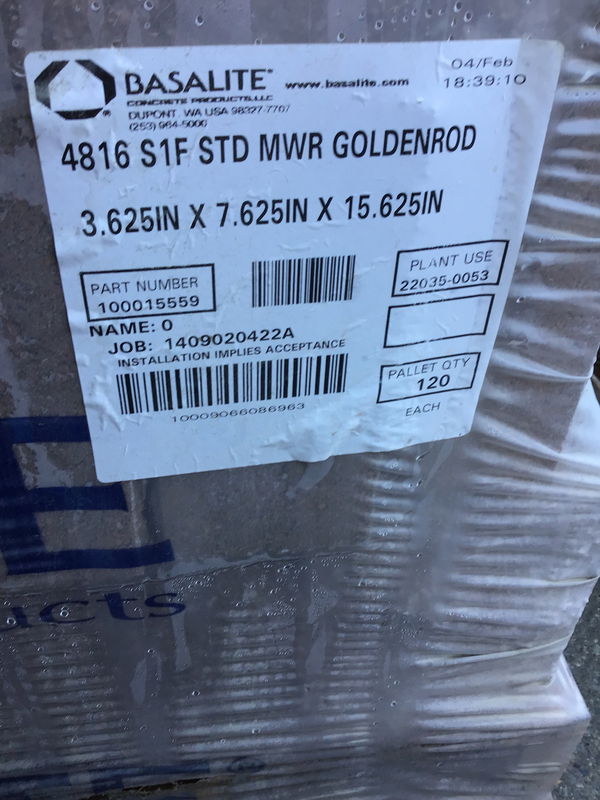 BASALITE
www.basalite.com
04/Feb
18:39:10
CONCRETE PRODUCTS, LLC
DUPONT, WA USA 98327-7707
(253) 964-5000
4816 S1F STD MWR GOLDENROD
3.625IN X 7.625IN X 15.625IN
PART NUMBER
100015559
PLANT USE
22035-0053
NAME: 0
JOB: 1409020422A
INSTALLATION IMPLIES ACCEPTANCE
10009066086963
PALLET QTY
120
EACH
E
ucts